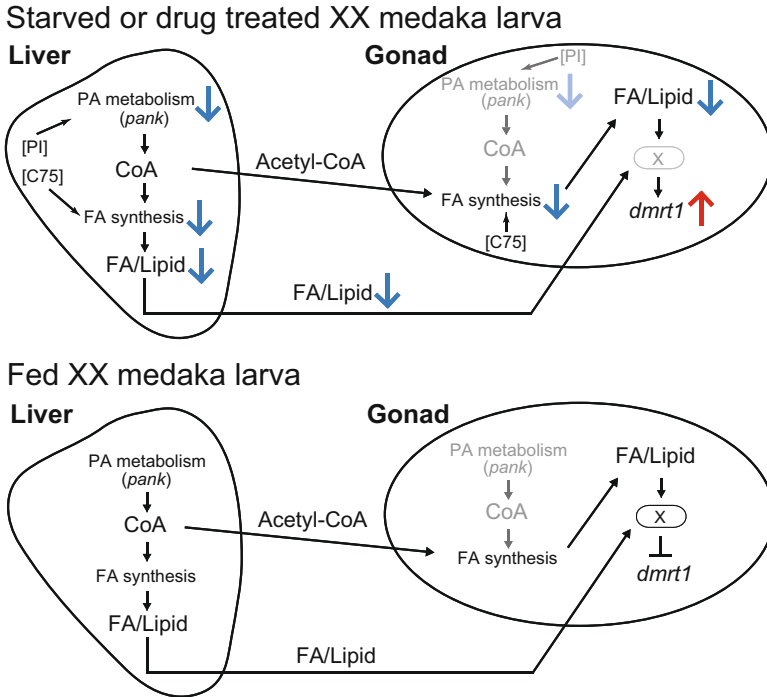 Starved or drug treated XX medaka larva
Liver
PA metabolism
(pank)
[PI]
CoA
[C75]
FA synthesis
FA/Lipid
Acetyl-CoA
FA/Lipid
Gonad
[PI]
PA metabolism
(pank)
CoA
FA synthesis
[C75]
FA/Lipid
X
dmrt1
Fed XX medaka larva
Liver
PA metabolism
(pank)
CoA
FA synthesis
FA/Lipid
Acetyl-CoA
FA/Lipid
Gonad
PA metabolism
(pank)
CoA
FA synthesis
FA/Lipid
X
dmrt1